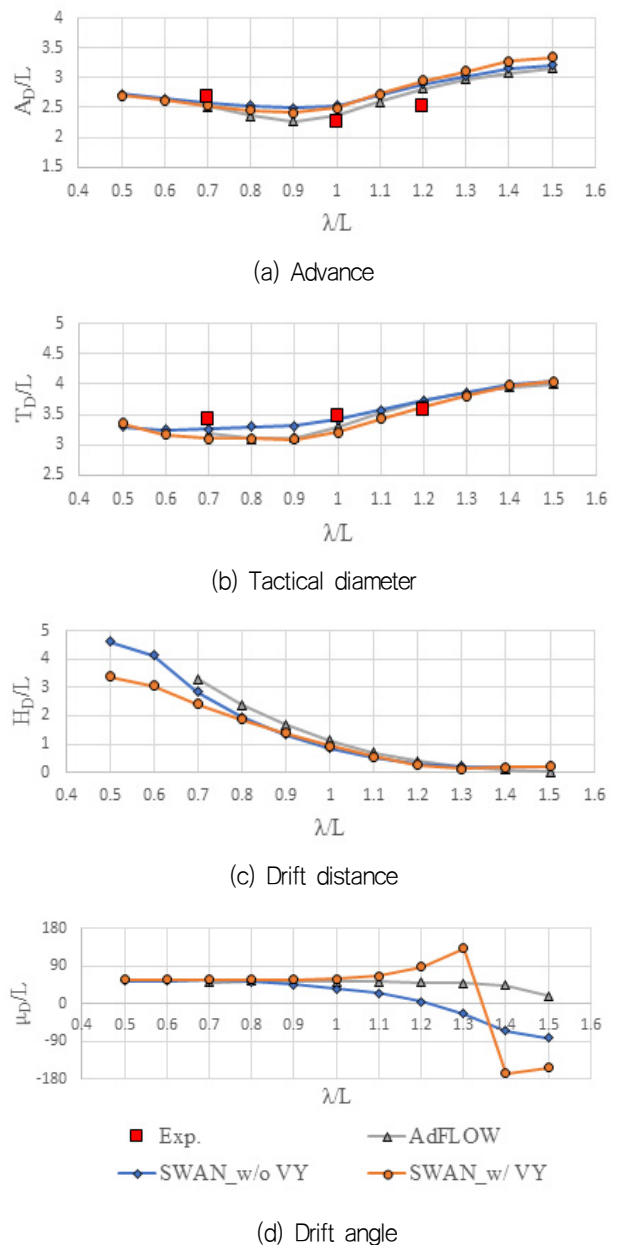 4
3.5
3
2.5
2
1.5
A_D/L
0.4 0.5 0.6 0.7 0.8 0.9 1 1.1 1.2 1.3 1.4 1.5 1.6
λ/L
(a) Advance
5
4.5
4
3.5
3
2.5
T_D/L
0.4 0.5 0.6 0.7 0.8 0.9 1 1.1 1.2 1.3 1.4 1.5 1.6
λ/L
(b) Tactical diameter
5
4
3
2
1
0
H_D/L
0.4 0.5 0.6 0.7 0.8 0.9 1 1.1 1.2 1.3 1.4 1.5 1.6
λ/L
(c) Drift distance
180
90
0
-90
-180
μ_D/L
0.4 0.5 0.6 0.7 0.8 0.9 1 1.1 1.2 1.3 1.4 1.5 1.6
λ/L
Exp. AdFLOW
SWAN_w/o VY SWAN_w/ VY
(d) Drift angle